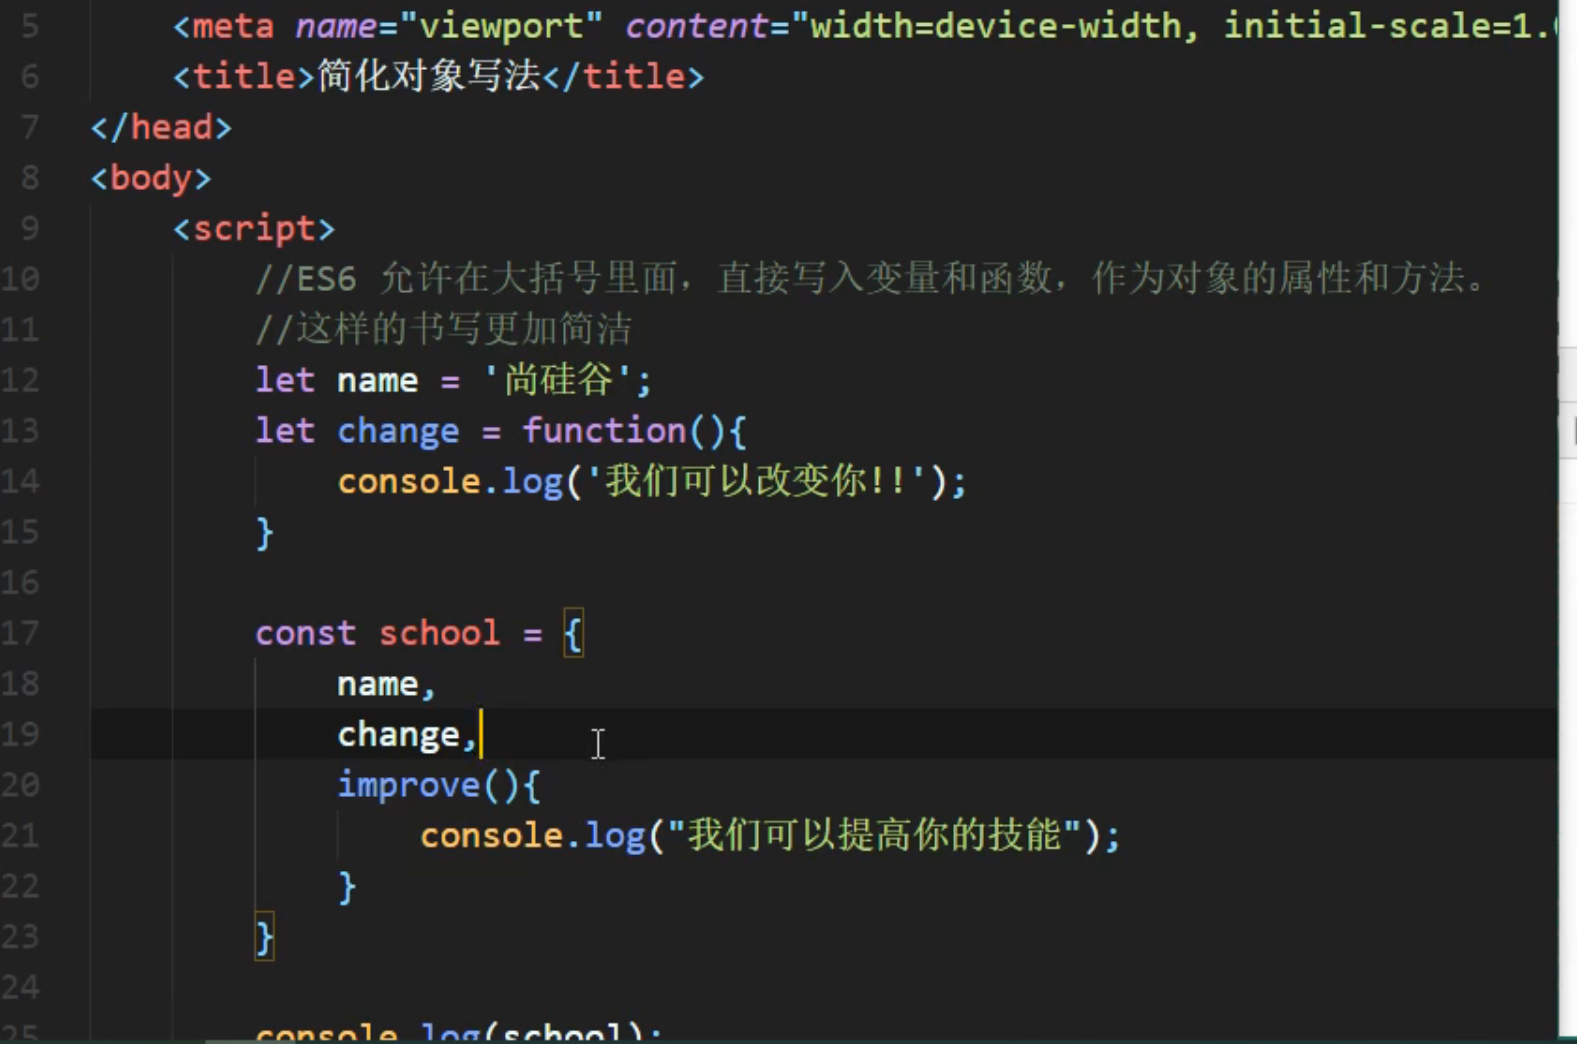 5 <meta name="viewport" content="width=device-width, initial-scale=1.
6 <title>简化对象写法</title>
7 </head>
8 <body>
9 <script>
10 //ES6 允许在大括号里面，直接写入变量和函数，作为对象的属性和方法。
11 //这样的书写更加简洁
12 let name = '尚硅谷';
13 let change = function(){
14 console.log('我们可以改变你!!');
15 }
16
17 const school = {
18 name,
19 change,
20 improve(){
21 console.log("我们可以提高你的技能");
22 }
23 }
24
25 console.log(school);